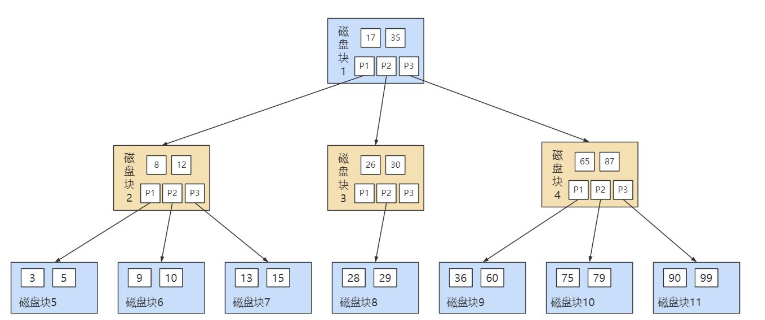 磁盘块1
17 35
P1 P2 P3
磁盘块2
8 12
P1 P2 P3
磁盘块3
26 30
P1 P2 P3
磁盘块4
65 87
P1 P2 P3
3 5
磁盘块5
9 10
磁盘块6
13 15
磁盘块7
28 29
磁盘块8
36 60
磁盘块9
75 79
磁盘块10
90 99
磁盘块11